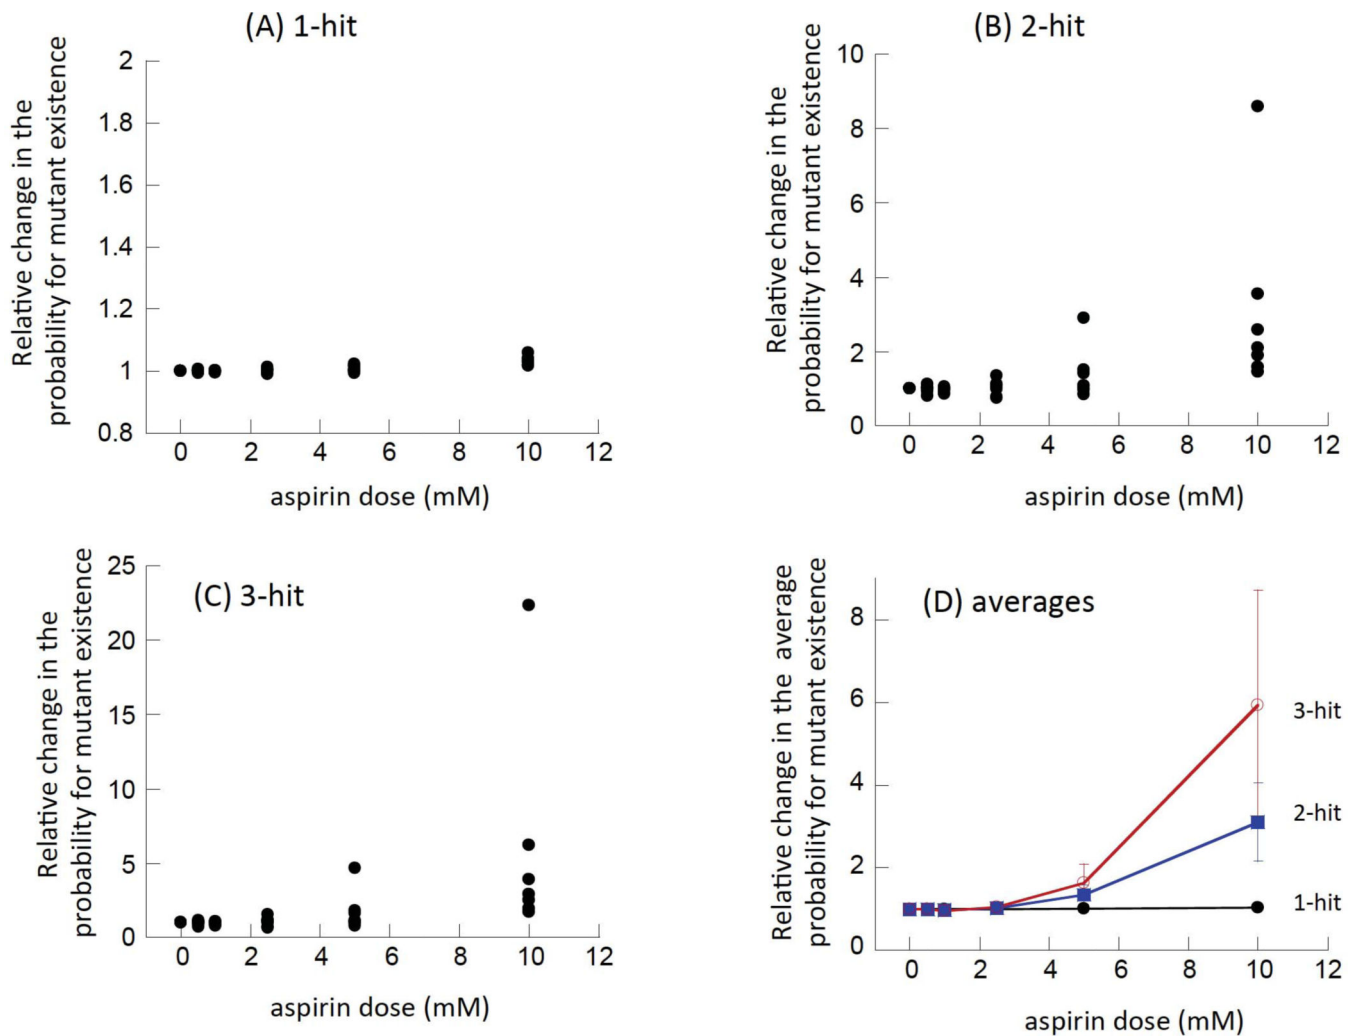 (A) 1-hit
Relative change in the
probability for mutant existence
2
1.8
1.6
1.4
1.2
1
0.8
0 2 4 6 8 10 12
aspirin dose (mM)
(B) 2-hit
Relative change in the
probability for mutant existence
10
8
6
4
2
0
0 2 4 6 8 10 12
aspirin dose (mM)
(C) 3-hit
Relative change in the
probability for mutant existence
25
20
15
10
5
0
0 2 4 6 8 10 12
aspirin dose (mM)
(D) averages
Relative change in the average
probability for mutant existence
8
6
4
2
0
3-hit
2-hit
1-hit
0 2 4 6 8 10 12
aspirin dose (mM)